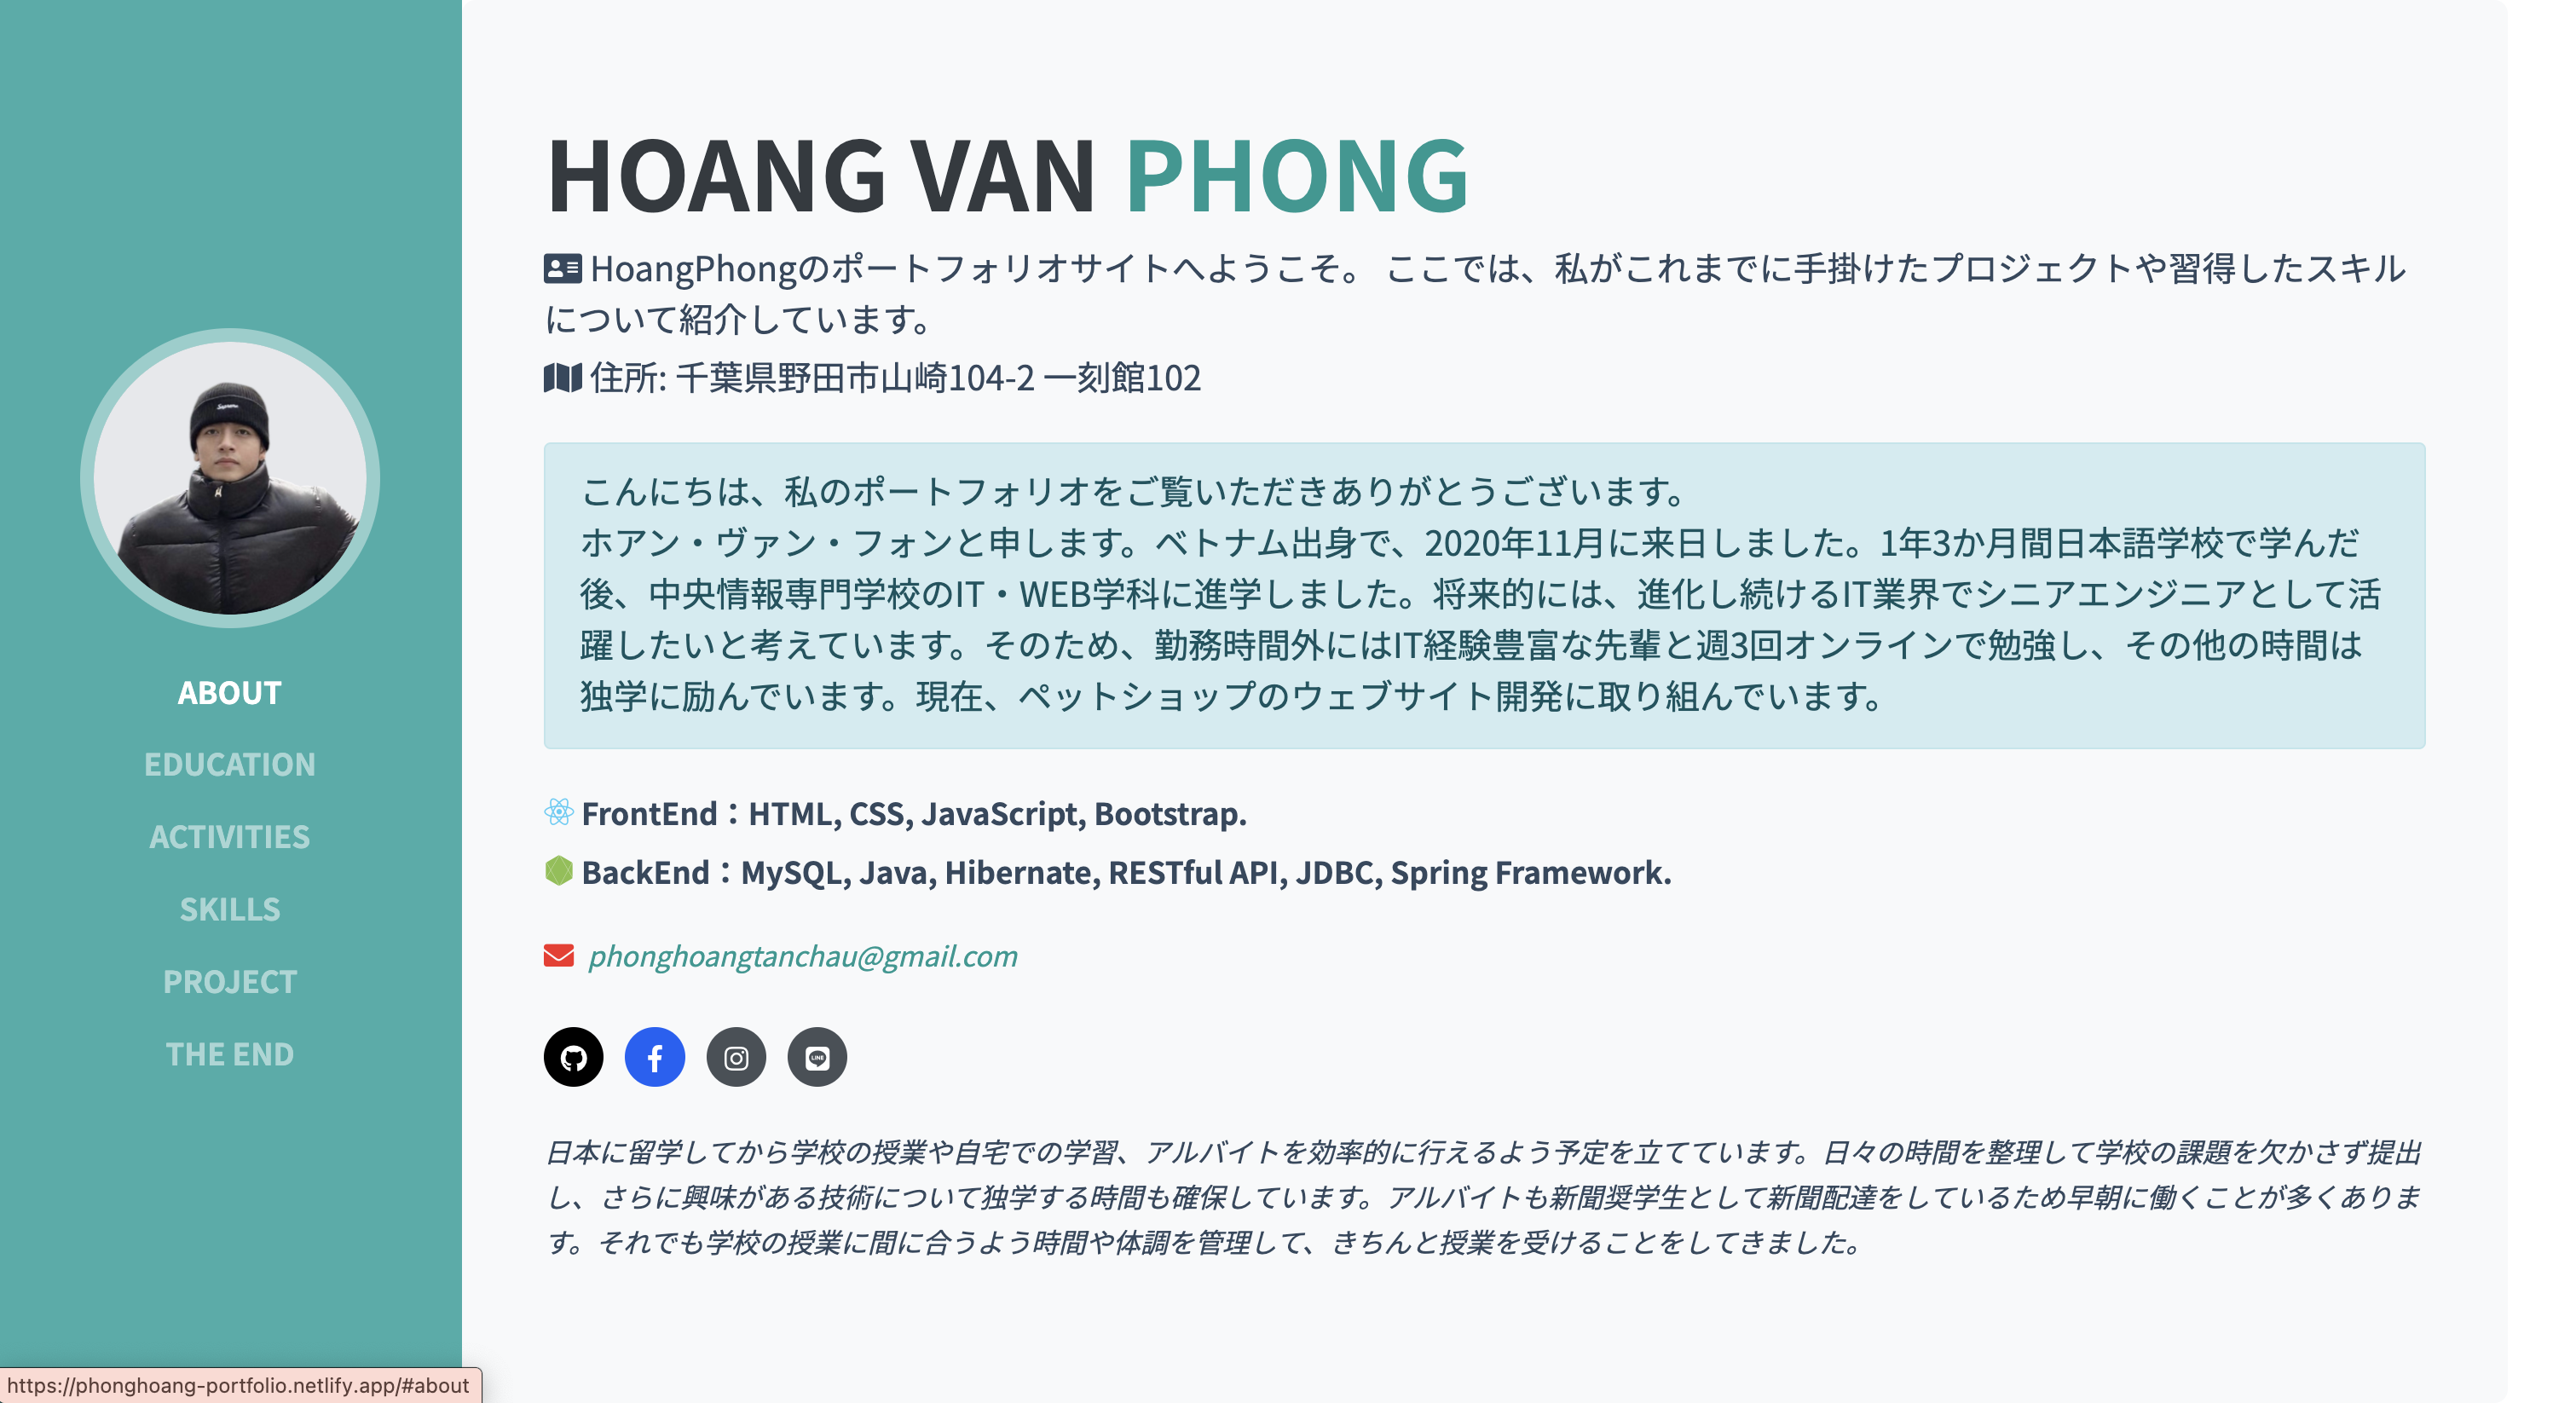 HOANG VAN PHONG
HoangPhongのポートフォリオサイトへようこそ。 ここでは、私がこれまでに手掛けたプロジェクトや習得したスキル
について紹介しています。
住所: 千葉県野田市山崎104-2 一刻館102
こんにちは、私のポートフォリオをご覧いただきありがとうございます。
ホアン・ヴァン・フォンと申します。ベトナム出身で、2020年11月に来日しました。1年3か月間日本語学校で学んだ
後、中央情報専門学校のIT・WEB学科に進学しました。将来的には、進化し続けるIT業界でシニアエンジニアとして活
躍したいと考えています。そのため、勤務時間外にはIT経験豊富な先輩と週3回オンラインで勉強し、その他の時間は
独学に励んでいます。現在、ペットショップのウェブサイト開発に取り組んでいます。
FrontEnd：HTML, CSS, JavaScript, Bootstrap.
BackEnd：MySQL, Java, Hibernate, RESTful API, JDBC, Spring Framework.
phonghoangtanchau@gmail.com
LINE
日本に留学してから学校の授業や自宅での学習、アルバイトを効率的に行えるよう予定を立てています。日々の時間を整理して学校の課題を欠かさず提出
し、さらに興味がある技術について独学する時間も確保しています。アルバイトも新聞奨学生として新聞配達をしているため早朝に働くことが多くありま
す。それでも学校の授業に間に合うよう時間や体調を管理して、きちんと授業を受けることをしてきました。
Supreme
ABOUT
EDUCATION
ACTIVITIES
SKILLS
PROJECT
THE END
https://phonghoang-portfolio.netlify.app/#about